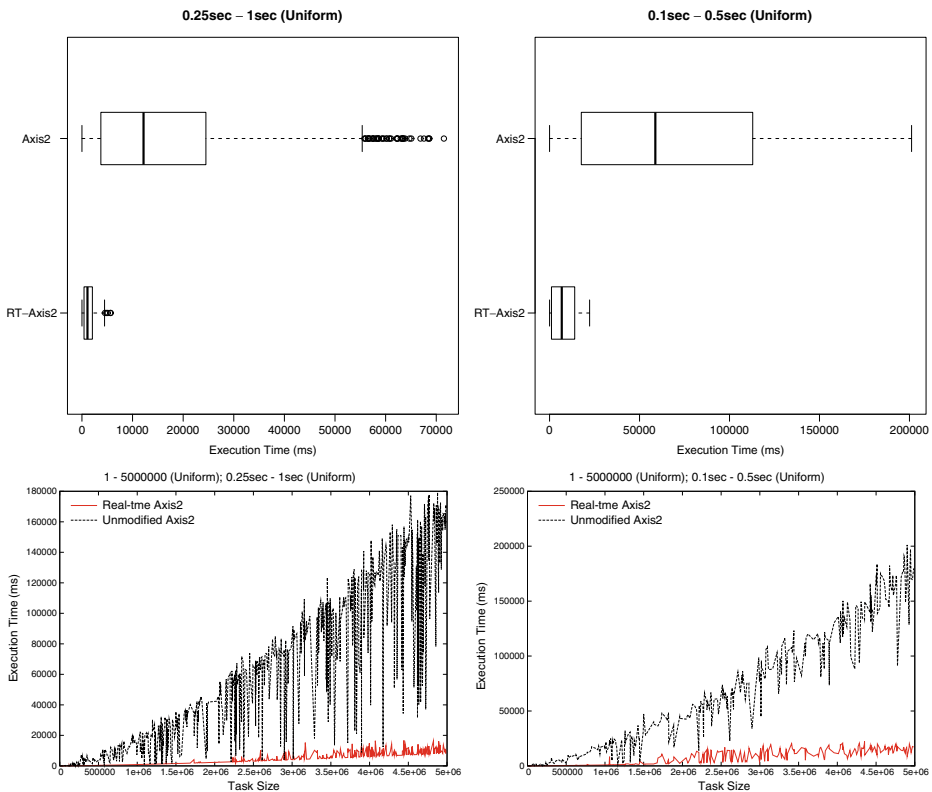 0.25sec – 1sec (Uniform)
Axis2
RT–Axis2
0 10000 20000 30000 40000 50000 60000 70000
Execution Time (ms)
0.1sec – 0.5sec (Uniform)
Axis2
RT–Axis2
0 50000 100000 150000 200000
Execution Time (ms)
1 - 5000000 (Uniform); 0.25sec - 1sec (Uniform)
Real-tme Axis2
Unmodified Axis2
180000
160000
140000
120000
100000
80000
60000
40000
20000
0
Execution Time (ms)
0 500000 1e+06 1.5e+06 2e+06 2.5e+06 3e+06 3.5e+06 4e+06 4.5e+06 5e+06
Task Size
1 - 5000000 (Uniform); 0.1sec - 0.5sec (Uniform)
Real-tme Axis2
Unmodified Axis2
250000
200000
150000
100000
50000
0
Execution Time (ms)
0 500000 1e+06 1.5e+06 2e+06 2.5e+06 3e+06 3.5e+06 4e+06 4.5e+06 5e+06
Task Size